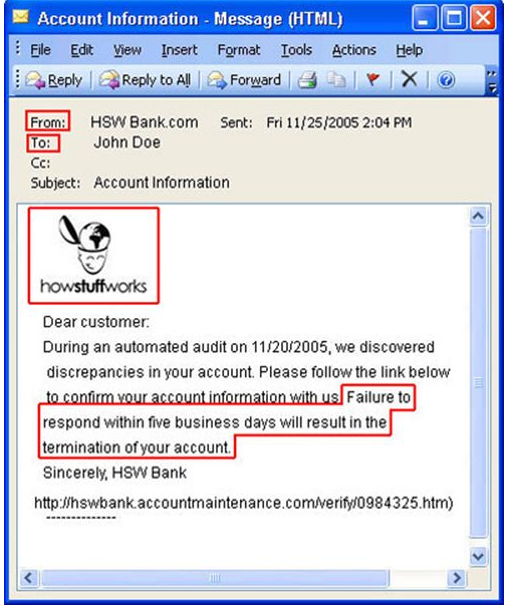 Account Information - Message (HTML)
File Edit View Insert Format Tools Actions Help
Reply Reply to All Forward
From: HSW Bank.com Sent: Fri 11/25/2005 2:04 PM
To: John Doe
Cc:
Subject: Account Information
howstuffworks
Dear customer:
During an automated audit on 11/20/2005, we discovered
discrepancies in your account. Please follow the link below
to confirm your account information with us. Failure to
respond within five business days will result in the
termination of your account.
Sincerely, HSW Bank
http://hswbank.accountmaintenance.com/verify/0984325.htm)